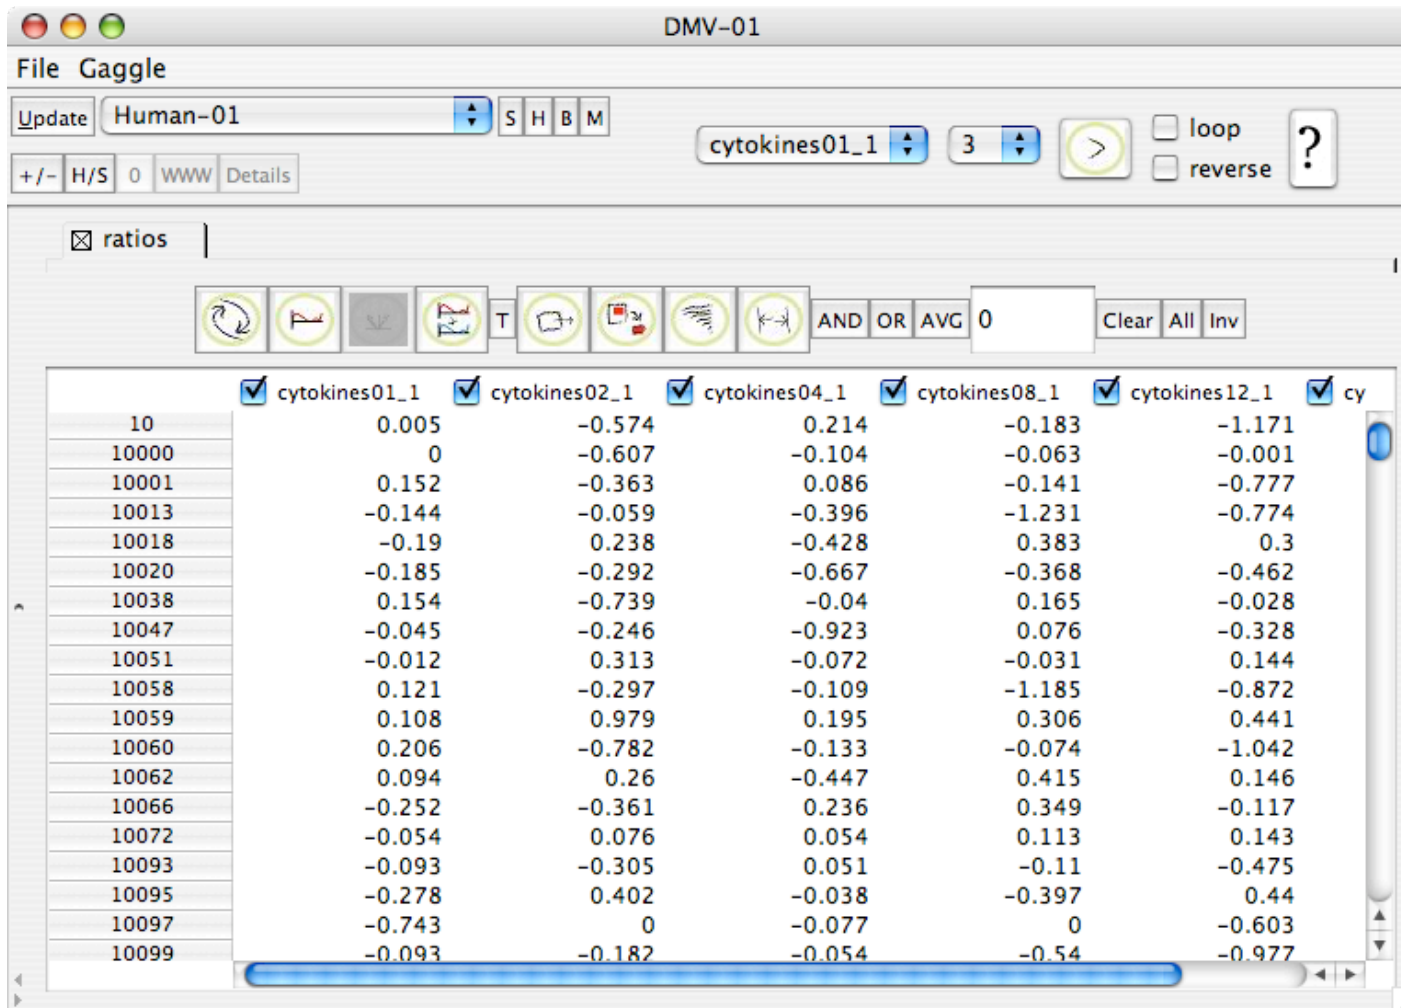 DMV-01
File Gaggle
Update Human-01 S H B M
cytokines01_1 3 > loop ?
reverse
+/- H/S 0 WWW Details
ratios
T AND OR AVG 0 Clear All Inv
cytokines01_1 cytokines02_1 cytokines04_1 cytokines08_1 cytokines12_1 cy
10 0.005 -0.574 0.214 -0.183 -1.171
10000 0 -0.607 -0.104 -0.063 -0.001
10001 0.152 -0.363 0.086 -0.141 -0.777
10013 -0.144 -0.059 -0.396 -1.231 -0.774
10018 -0.19 0.238 -0.428 0.383 0.3
10020 -0.185 -0.292 -0.667 -0.368 -0.462
10038 0.154 -0.739 -0.04 0.165 -0.028
10047 -0.045 -0.246 -0.923 0.076 -0.328
10051 -0.012 0.313 -0.072 -0.031 0.144
10058 0.121 -0.297 -0.109 -1.185 -0.872
10059 0.108 0.979 0.195 0.306 0.441
10060 0.206 -0.782 -0.133 -0.074 -1.042
10062 0.094 0.26 -0.447 0.415 0.146
10066 -0.252 -0.361 0.236 0.349 -0.117
10072 -0.054 0.076 0.054 0.113 0.143
10093 -0.093 -0.305 0.051 -0.11 -0.475
10095 -0.278 0.402 -0.038 -0.397 0.44
10097 -0.743 0 -0.077 0 -0.603
10099 -0.093 -0.182 -0.054 -0.54 -0.977